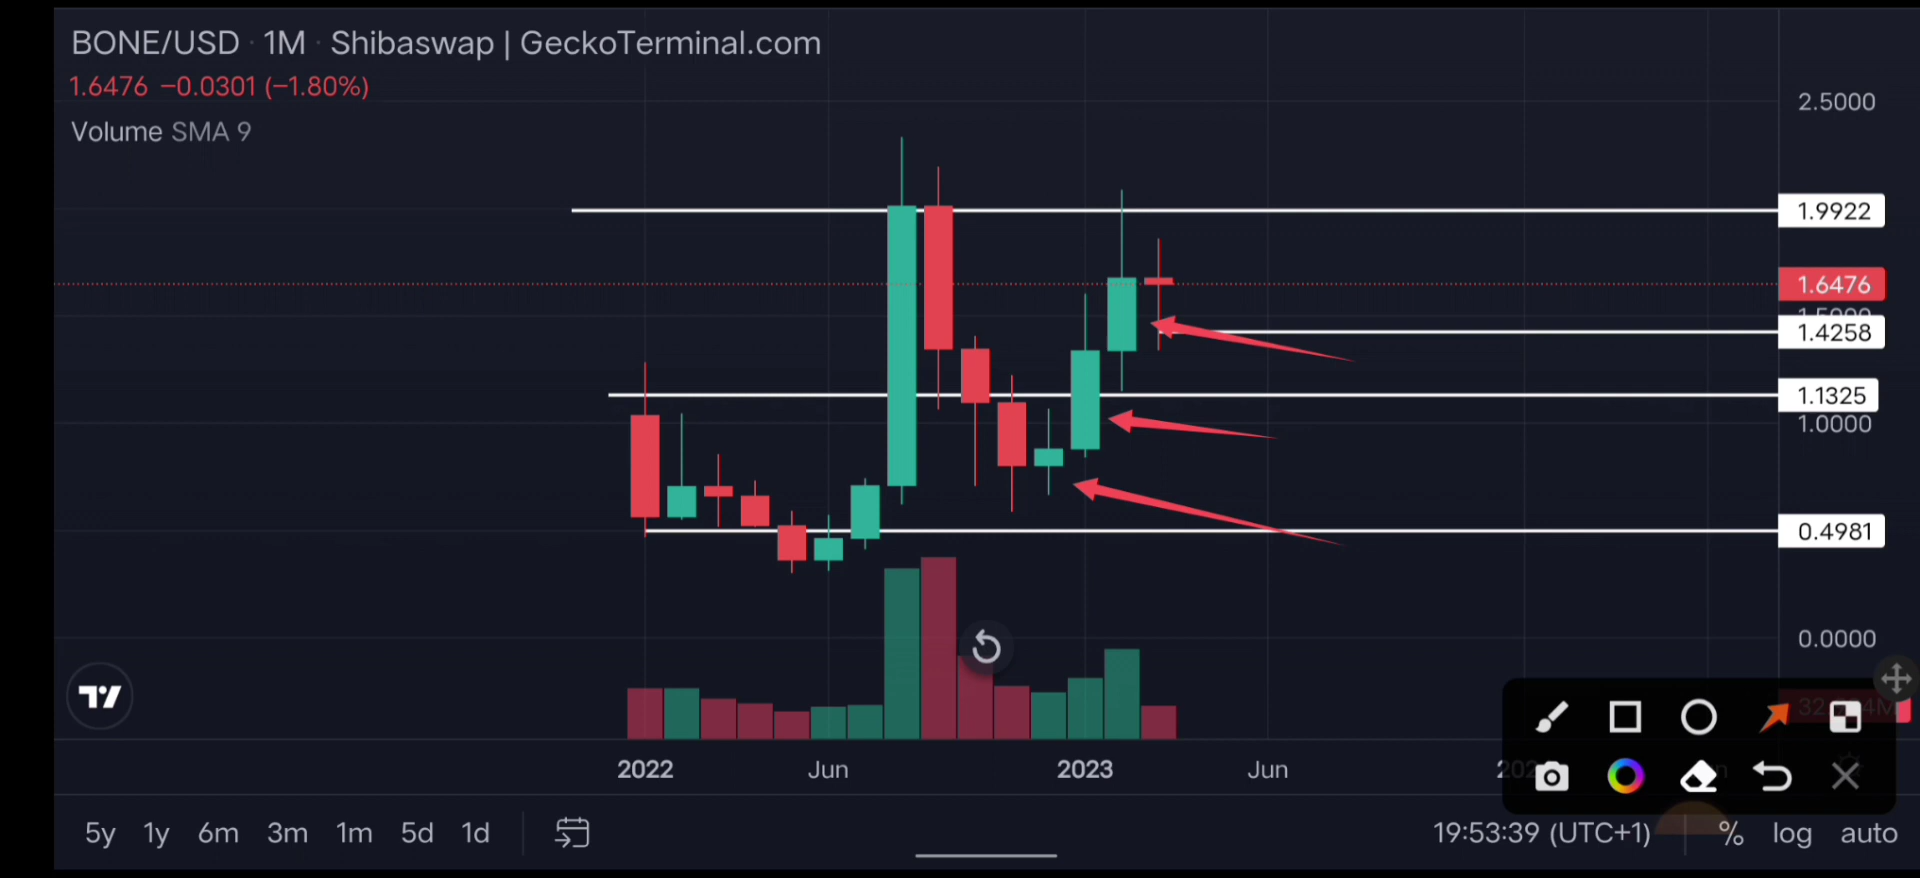 BONE/USD · 1M · Shibaswap | GeckoTerminal.com
1.6476 −0.0301 (−1.80%)
Volume SMA 9
2.5000
1.9922
1.6476
1.5000
1.4258
1.1325
1.0000
0.4981
0.0000
2022 Jun 2023 Jun
5y 1y 6m 3m 1m 5d 1d
19:53:39 (UTC+1) % log auto